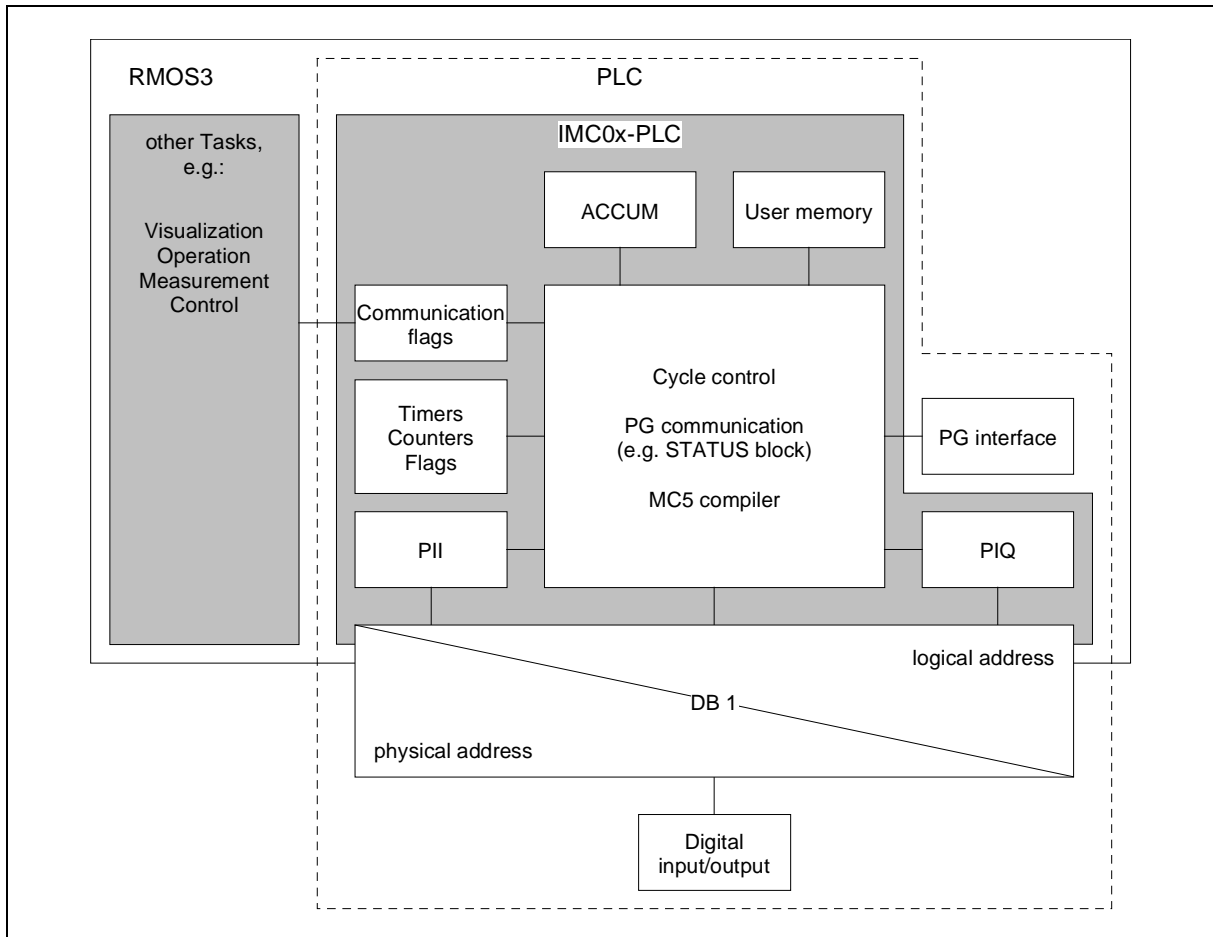 RMOS3
PLC
other Tasks,
e.g.:
Visualization
Operation
Measurement
Control
IMC0x-PLC
ACCUM
User memory
Communication
flags
Timers
Counters
Flags
PII
Cycle control
PG communication
(e.g. STATUS block)
MC5 compiler
PG interface
PIQ
logical address
DB 1
physical address
Digital
input/output